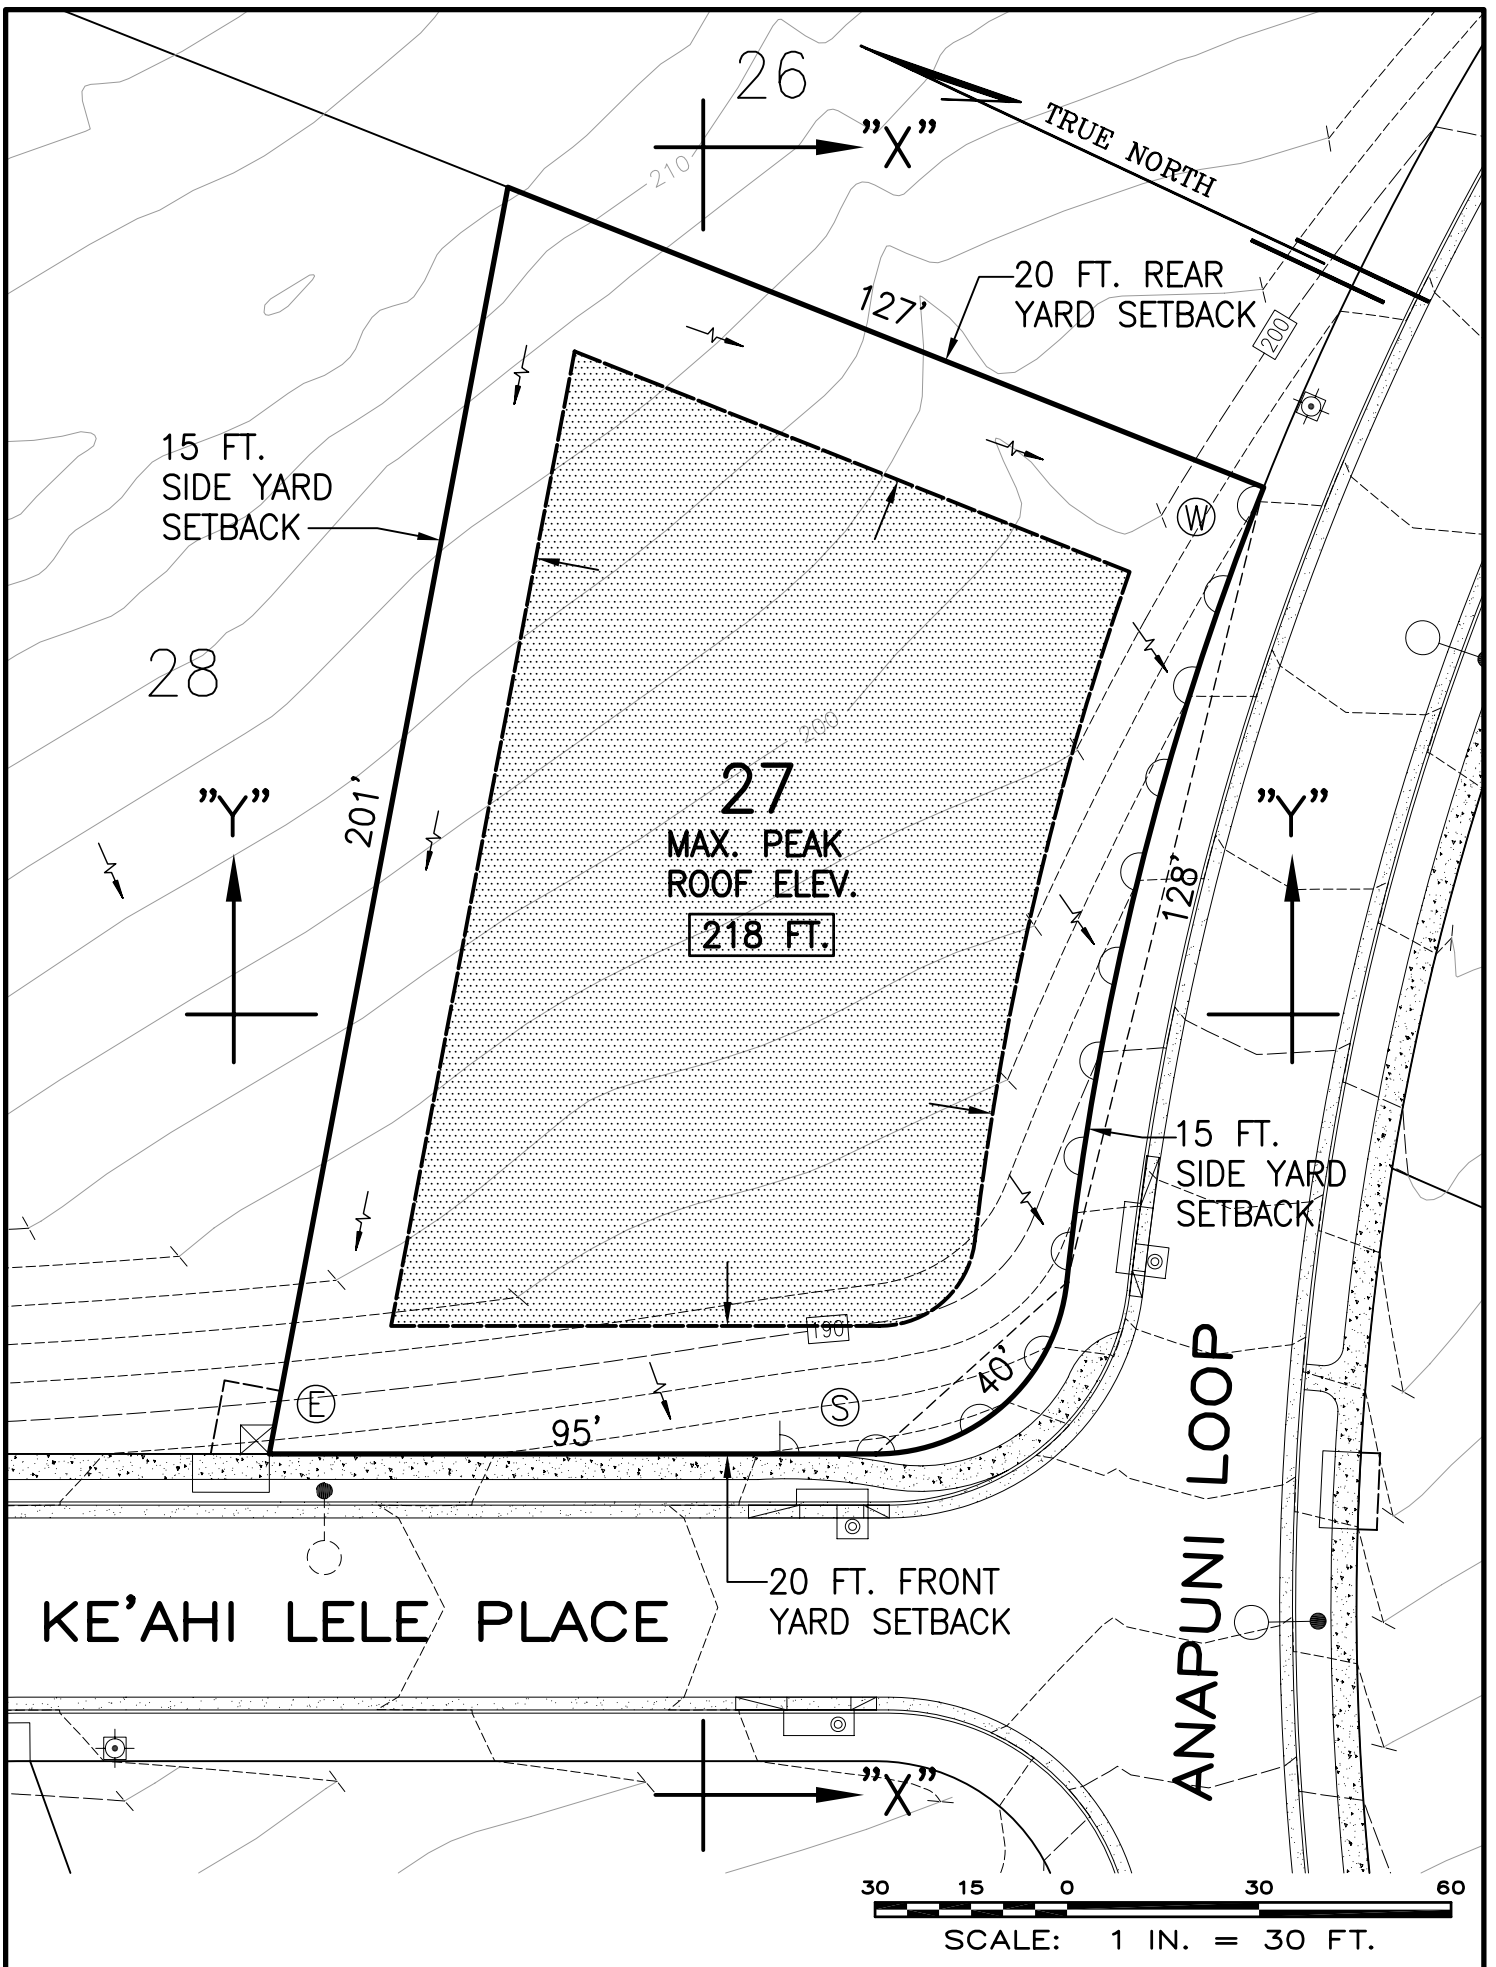 26
"X"
TRUE NORTH
210
20 FT. REAR
YARD SETBACK
127'
200
15 FT.
SIDE YARD
SETBACK
W
28
200
27
MAX. PEAK
ROOF ELEV.
218 FT.
"Y"
"Y"
201'
128'
15 FT.
SIDE YARD
SETBACK
190
40'
E
S
95'
20 FT. FRONT
YARD SETBACK
KE'AHI LELE PLACE
ANAPUNI LOOP
"X"
30 15 0 30 60
SCALE: 1 IN. = 30 FT.